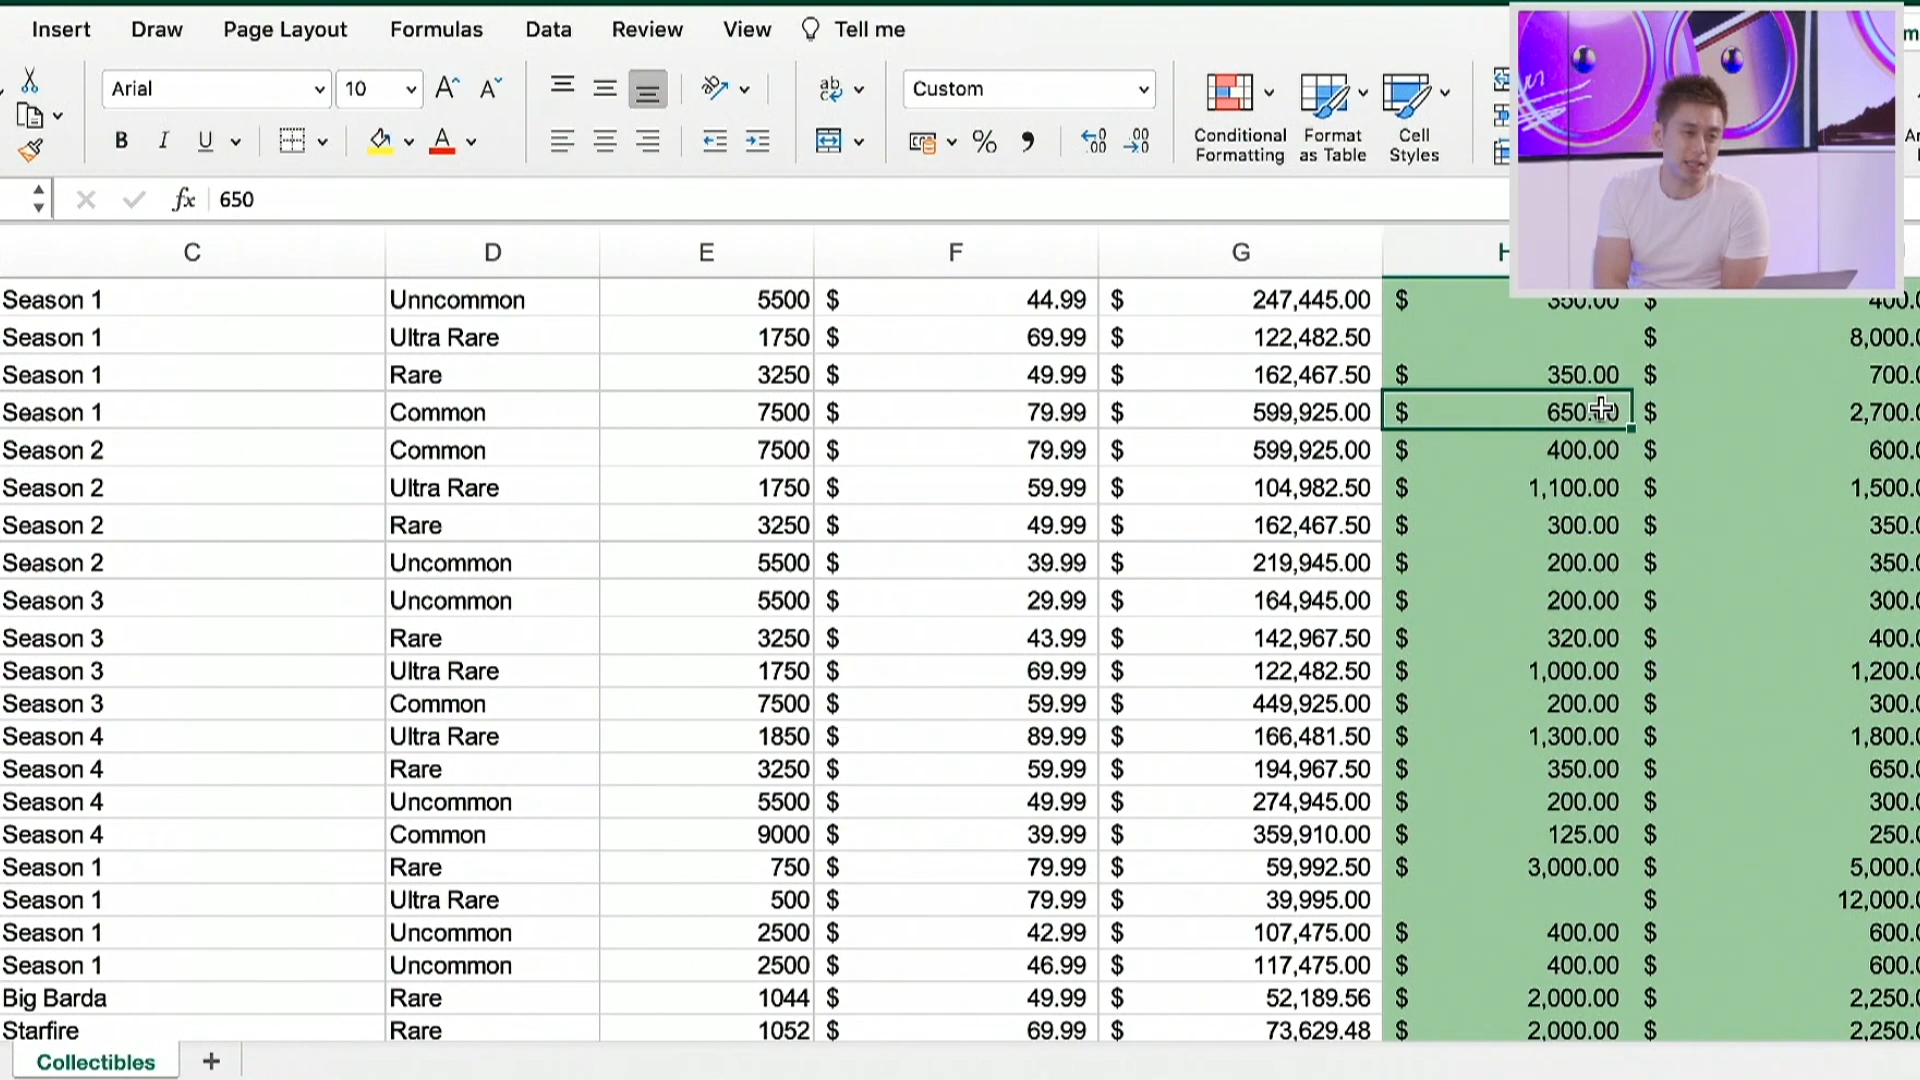 Insert Draw Page Layout Formulas Data Review View Tell me
Arial 10 A A ab Custom
B I U A % Conditional Formatting Format as Table Cell Styles
fx 650
C D E F G
Season 1 Unncommon 5500 $ 44.99 $ 247,445.00 $ 350.00 $ 400.0
Season 1 Ultra Rare 1750 $ 69.99 $ 122,482.50 $ 8,000.0
Season 1 Rare 3250 $ 49.99 $ 162,467.50 $ 350.00 $ 700.0
Season 1 Common 7500 $ 79.99 $ 599,925.00 $ 650.00 $ 2,700.0
Season 2 Common 7500 $ 79.99 $ 599,925.00 $ 400.00 $ 600.0
Season 2 Ultra Rare 1750 $ 59.99 $ 104,982.50 $ 1,100.00 $ 1,500.0
Season 2 Rare 3250 $ 49.99 $ 162,467.50 $ 300.00 $ 350.0
Season 2 Uncommon 5500 $ 39.99 $ 219,945.00 $ 200.00 $ 350.0
Season 3 Uncommon 5500 $ 29.99 $ 164,945.00 $ 200.00 $ 300.0
Season 3 Rare 3250 $ 43.99 $ 142,967.50 $ 320.00 $ 400.0
Season 3 Ultra Rare 1750 $ 69.99 $ 122,482.50 $ 1,000.00 $ 1,200.0
Season 3 Common 7500 $ 59.99 $ 449,925.00 $ 200.00 $ 300.0
Season 4 Ultra Rare 1850 $ 89.99 $ 166,481.50 $ 1,300.00 $ 1,800.0
Season 4 Rare 3250 $ 59.99 $ 194,967.50 $ 350.00 $ 650.0
Season 4 Uncommon 5500 $ 49.99 $ 274,945.00 $ 200.00 $ 300.0
Season 4 Common 9000 $ 39.99 $ 359,910.00 $ 125.00 $ 250.0
Season 1 Rare 750 $ 79.99 $ 59,992.50 $ 3,000.00 $ 5,000.0
Season 1 Ultra Rare 500 $ 79.99 $ 39,995.00 $ 12,000.0
Season 1 Uncommon 2500 $ 42.99 $ 107,475.00 $ 400.00 $ 600.0
Season 1 Uncommon 2500 $ 46.99 $ 117,475.00 $ 400.00 $ 600.0
Big Barda Rare 1044 $ 49.99 $ 52,189.56 $ 2,000.00 $ 2,250.0
Starfire Rare 1052 $ 69.99 $ 73,629.48 $ 2,000.00 $ 2,250.0
Collectibles +